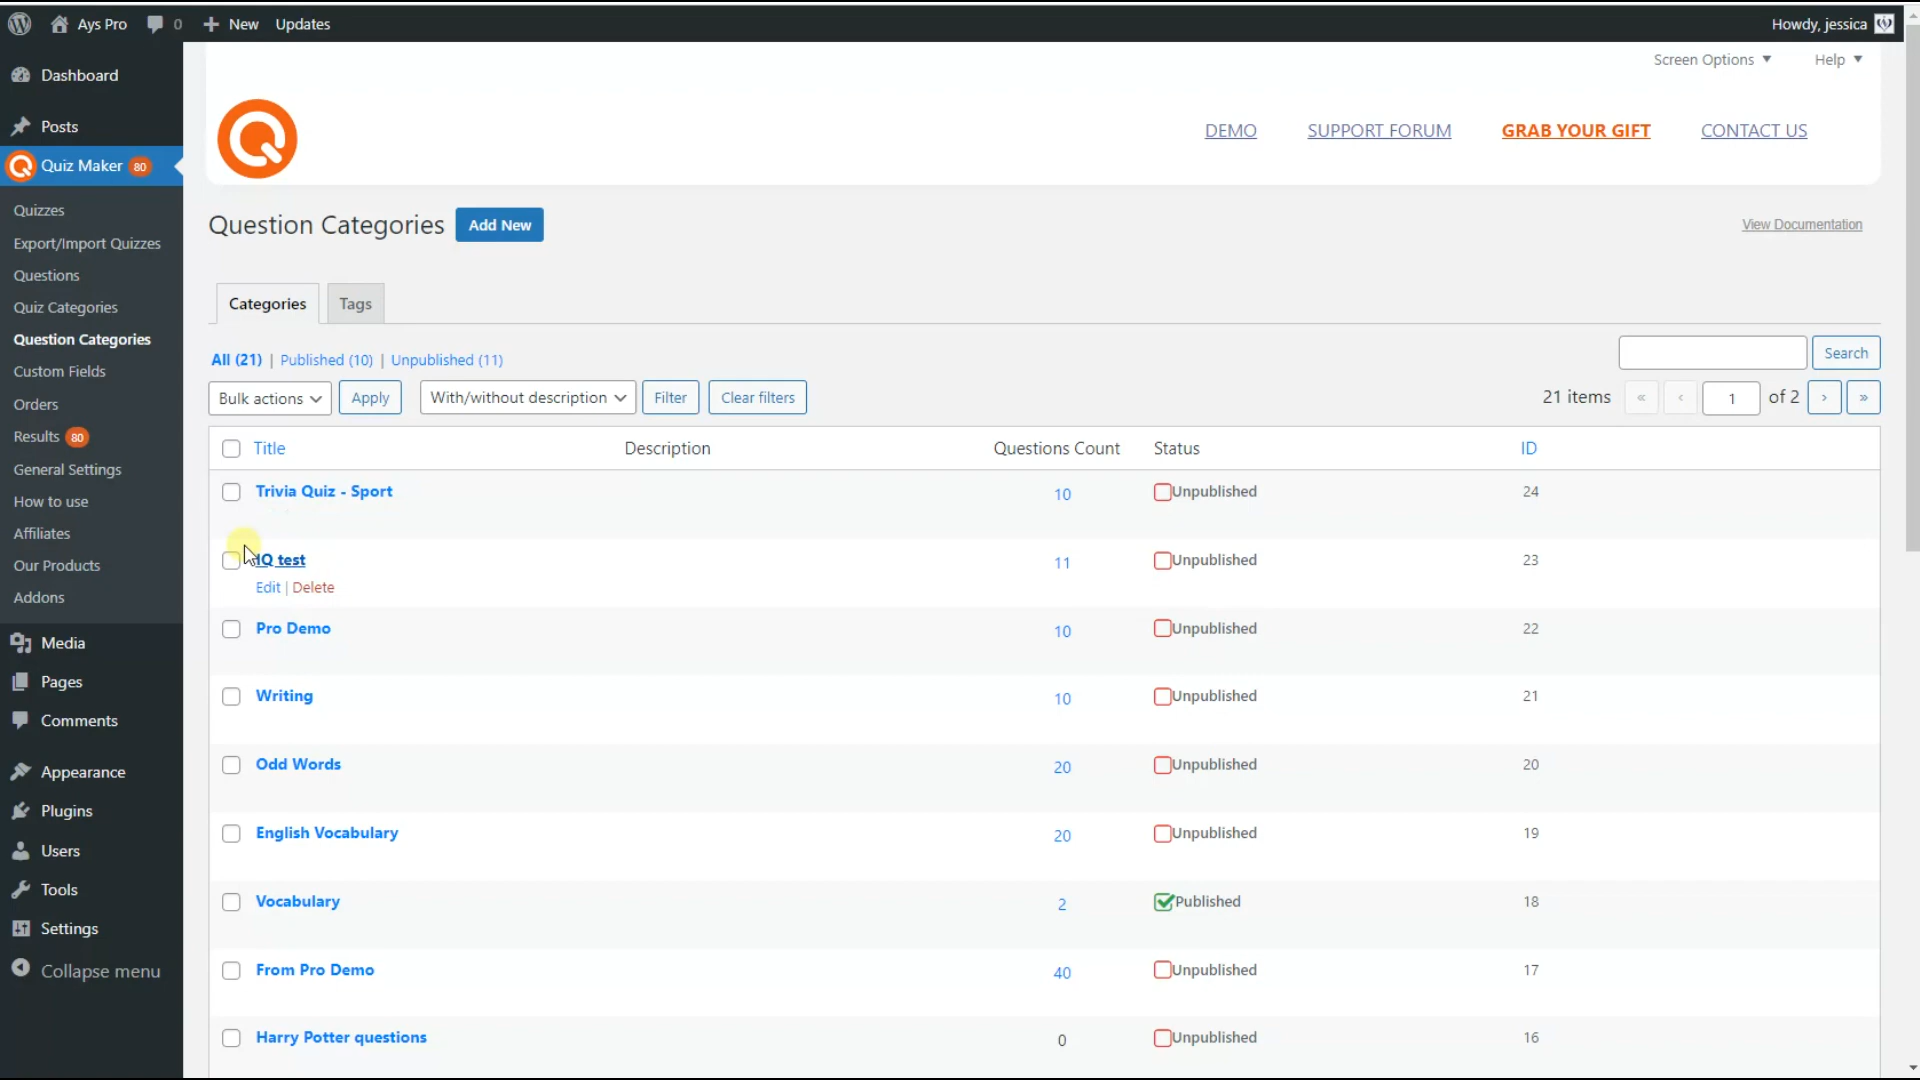 Ays Pro 0 New Updates Howdy, jessica
Screen Options Help
Dashboard
Posts
Quiz Maker 80
Quizzes
Export/Import Quizzes
Questions
Quiz Categories
Question Categories
Custom Fields
Orders
Results 80
General Settings
How to use
Affiliates
Our Products
Addons
Media
Pages
Comments
Appearance
Plugins
Users
Tools
Settings
Collapse menu
DEMO SUPPORT FORUM GRAB YOUR GIFT CONTACT US
Question Categories Add New View Documentation
Categories Tags
All (21) | Published (10) | Unpublished (11) Search
Bulk actions Apply With/without description Filter Clear filters 21 items « ‹ 1 of 2 › »
Title Description Questions Count Status ID
Trivia Quiz - Sport 10 Unpublished 24
IQ test 11 Unpublished 23
Edit | Delete
Pro Demo 10 Unpublished 22
Writing 10 Unpublished 21
Odd Words 20 Unpublished 20
English Vocabulary 20 Unpublished 19
Vocabulary 2 Published 18
From Pro Demo 40 Unpublished 17
Harry Potter questions 0 Unpublished 16